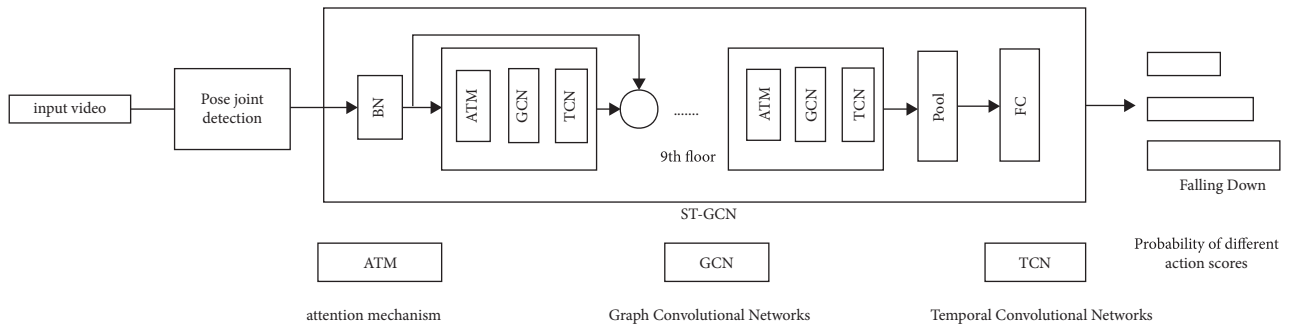 input video
Pose joint
detection
BN
ATM
GCN
TCN
.......
9th floor
ATM
GCN
TCN
Pool
FC
Falling Down
ST-GCN
Probability of different
action scores
ATM
GCN
TCN
attention mechanism
Graph Convolutional Networks
Temporal Convolutional Networks